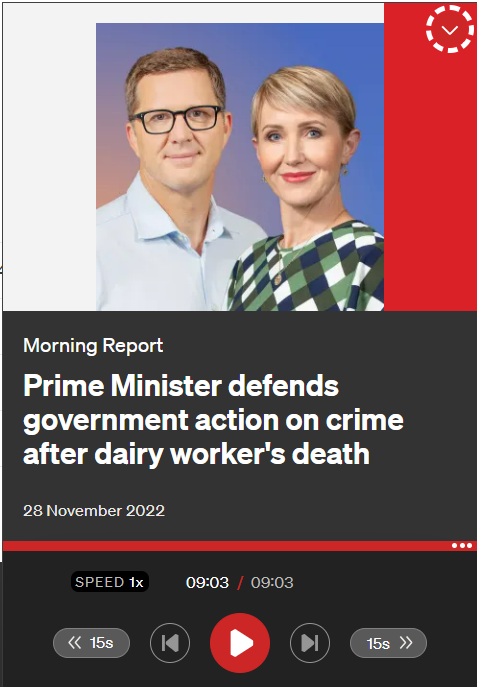 Morning Report
Prime Minister defends
government action on crime
after dairy worker's death
28 November 2022
SPEED 1x 09:03 / 09:03
15s 15s